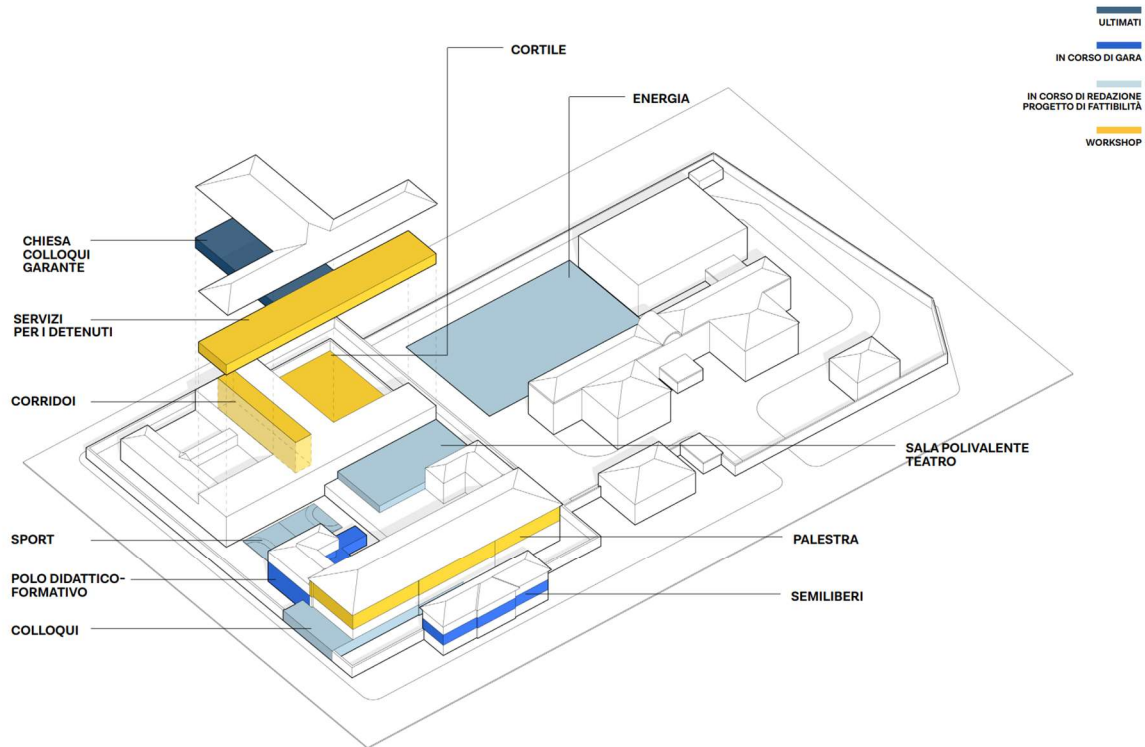 ULTIMATI
IN CORSO DI GARA
IN CORSO DI REDAZIONE
PROGETTO DI FATTIBILITÀ
WORKSHOP
CORTILE
ENERGIA
CHIESA
COLLOQUI
GARANTE
SERVIZI
PER I DETENUTI
CORRIDOI
SALA POLIVALENTE
TEATRO
SPORT
PALESTRA
POLO DIDATTICO-
FORMATIVO
SEMILIBERI
COLLOQUI